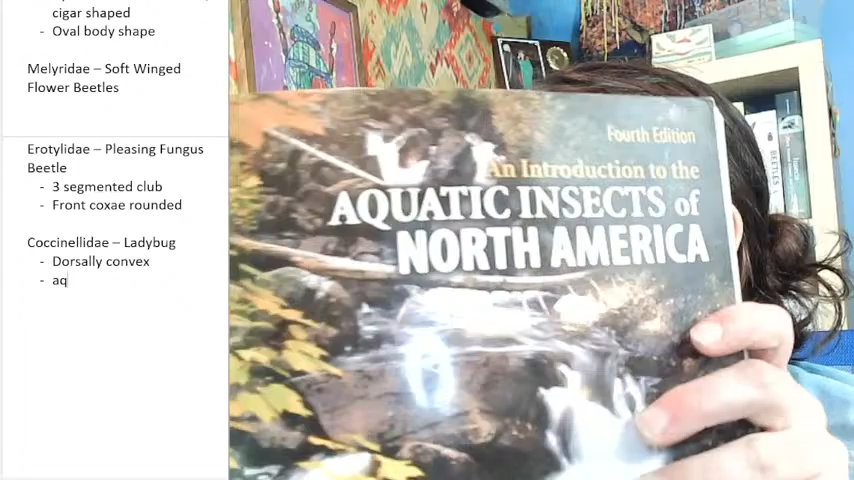 cigar shaped
- Oval body shape
Melyridae – Soft Winged
Flower Beetles
Erotylidae – Pleasing Fungus
Beetle
- 3 segmented club
- Front coxae rounded
Coccinellidae – Ladybug
- Dorsally convex
- aq
Fourth Edition
An Introduction to the
AQUATIC INSECTS of
NORTH AMERICA
BEETLES